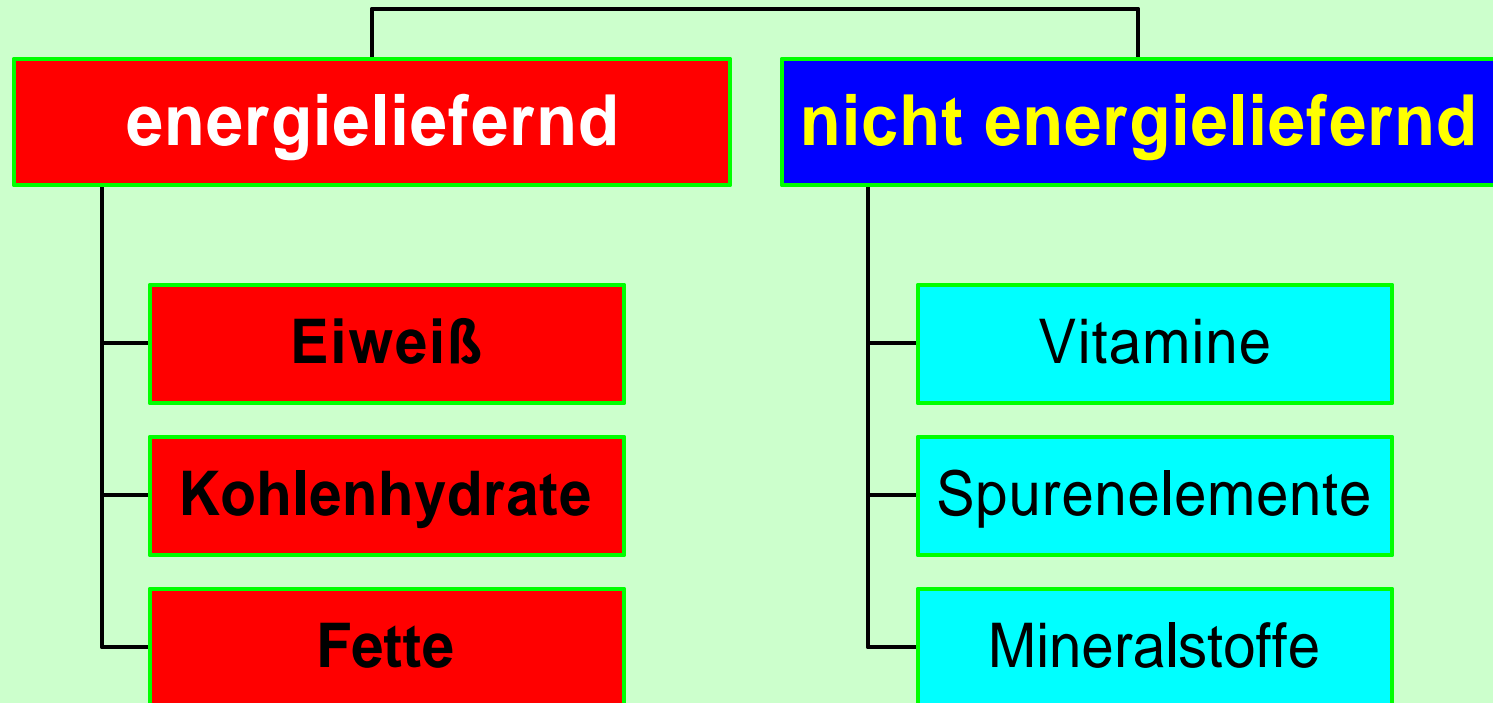 energieliefernd
Eiweiß
Kohlenhydrate
Fette
nicht energieliefernd
Vitamine
Spurenelemente
Mineralstoffe